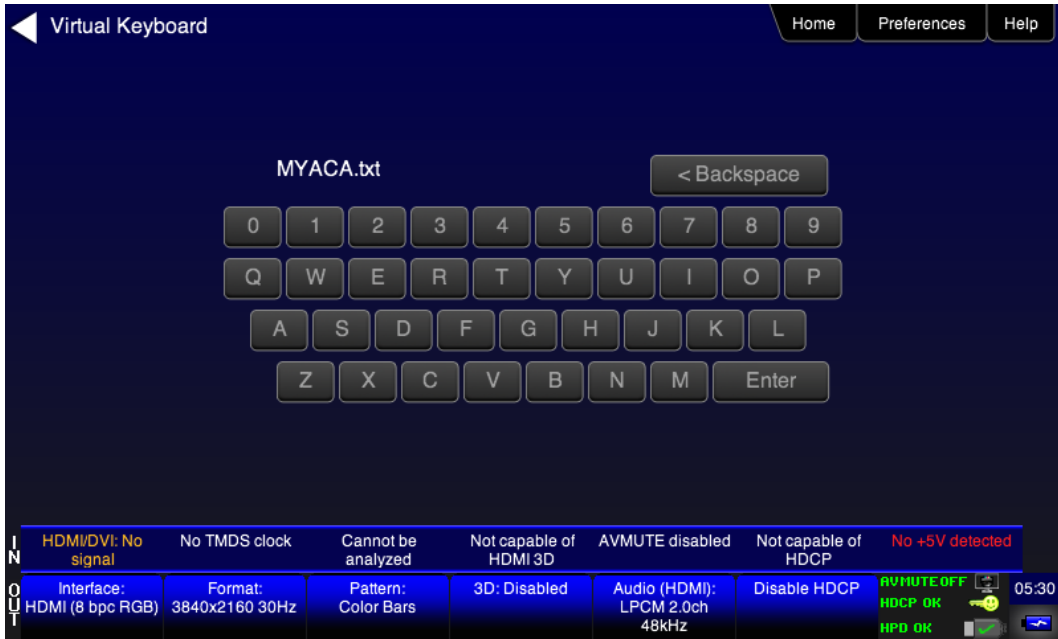 Virtual Keyboard
Home
Preferences
Help
MYACA.txt
< Backspace
0 1 2 3 4 5 6 7 8 9
Q W E R T Y U I O P
A S D F G H J K L
Z X C V B N M Enter
IN
HDMI/DVI: No
signal
No TMDS clock
Cannot be
analyzed
Not capable of
HDMI 3D
AVMUTE disabled
Not capable of
HDCP
No +5V detected
OUT
Interface:
HDMI (8 bpc RGB)
Format:
3840x2160 30Hz
Pattern:
Color Bars
3D: Disabled
Audio (HDMI):
LPCM 2.0ch
48kHz
Disable HDCP
AVMUTEOFF
HDCP OK
HPD OK
05:30